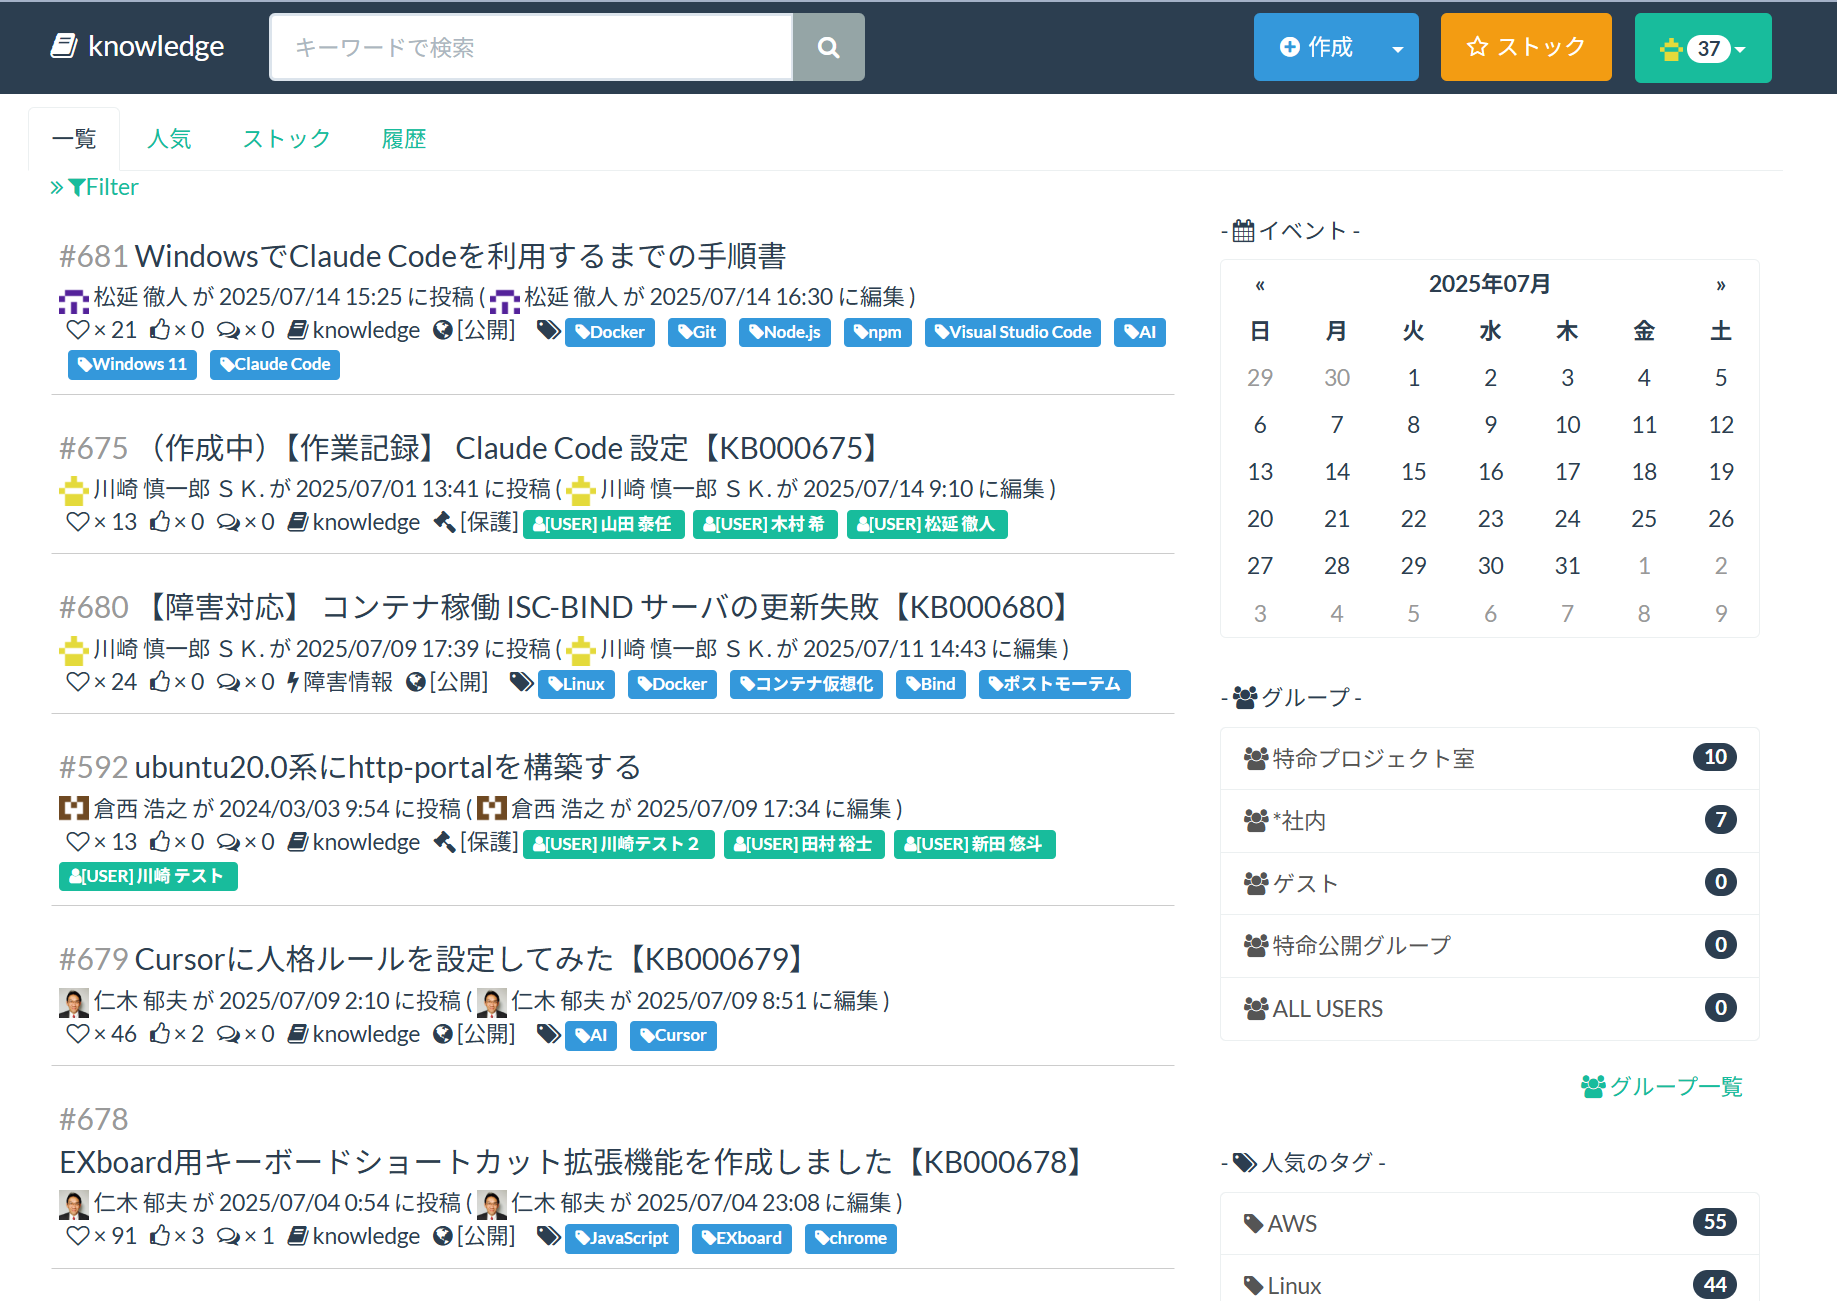 knowledge
キーワードで検索
作成
ストック
37
一覧
人気
ストック
履歴
Filter
#681 WindowsでClaude Codeを利用するまでの手順書
松延 徹人 が 2025/07/14 15:25 に投稿 ( 松延 徹人 が 2025/07/14 16:30 に編集 )
× 21 × 0 × 0 knowledge [公開] Docker Git Node.js npm Visual Studio Code AI
Windows 11 Claude Code
#675 （作成中）【作業記録】 Claude Code 設定【KB000675】
川崎 慎一郎 ＳＫ. が 2025/07/01 13:41 に投稿 ( 川崎 慎一郎 ＳＫ. が 2025/07/14 9:10 に編集 )
× 13 × 0 × 0 knowledge [保護] [USER] 山田 泰任 [USER] 木村 希 [USER] 松延 徹人
#680 【障害対応】 コンテナ稼働 ISC-BIND サーバの更新失敗【KB000680】
川崎 慎一郎 ＳＫ. が 2025/07/09 17:39 に投稿 ( 川崎 慎一郎 ＳＫ. が 2025/07/11 14:43 に編集 )
× 24 × 0 × 0 障害情報 [公開] Linux Docker コンテナ仮想化 Bind ポストモーテム
#592 ubuntu20.0系にhttp-portalを構築する
倉西 浩之 が 2024/03/03 9:54 に投稿 ( 倉西 浩之 が 2025/07/09 17:34 に編集 )
× 13 × 0 × 0 knowledge [保護] [USER] 川崎テスト２ [USER] 田村 裕士 [USER] 新田 悠斗
[USER] 川崎 テスト
#679 Cursorに人格ルールを設定してみた【KB000679】
仁木 郁夫 が 2025/07/09 2:10 に投稿 ( 仁木 郁夫 が 2025/07/09 8:51 に編集 )
× 46 × 2 × 0 knowledge [公開] AI Cursor
#678
EXboard用キーボードショートカット拡張機能を作成しました【KB000678】
仁木 郁夫 が 2025/07/04 0:54 に投稿 ( 仁木 郁夫 が 2025/07/04 23:08 に編集 )
× 91 × 3 × 1 knowledge [公開] JavaScript EXboard chrome
- イベント -
« 2025年07月 »
日 月 火 水 木 金 土
29 30 1 2 3 4 5
6 7 8 9 10 11 12
13 14 15 16 17 18 19
20 21 22 23 24 25 26
27 28 29 30 31 1 2
3 4 5 6 7 8 9
- グループ -
特命プロジェクト室 10
*社内 7
ゲスト 0
特命公開グループ 0
ALL USERS 0
グループ一覧
- 人気のタグ -
AWS 55
Linux 44